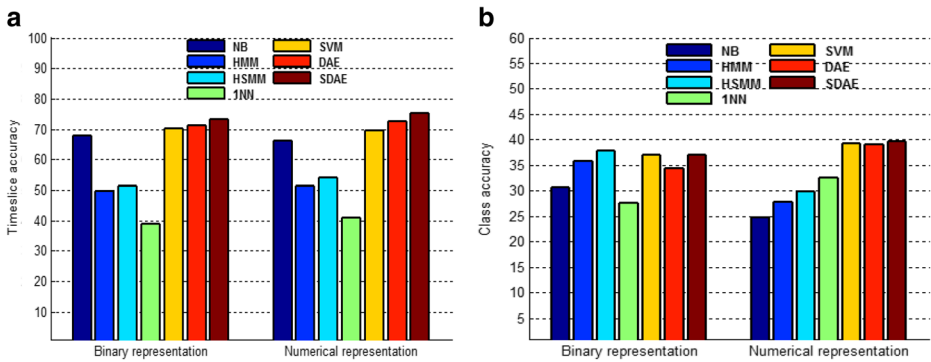 a
Timeslice accuracy
100
90
80
70
60
50
40
30
20
10
NB
HMM
HSMM
1NN
SVM
DAE
SDAE
Binary representation
Numerical representation
b
Class accuracy
60
55
50
45
40
35
30
25
20
15
10
5
NB
HMM
HSMM
1NN
SVM
DAE
SDAE
Binary representation
Numerical representation